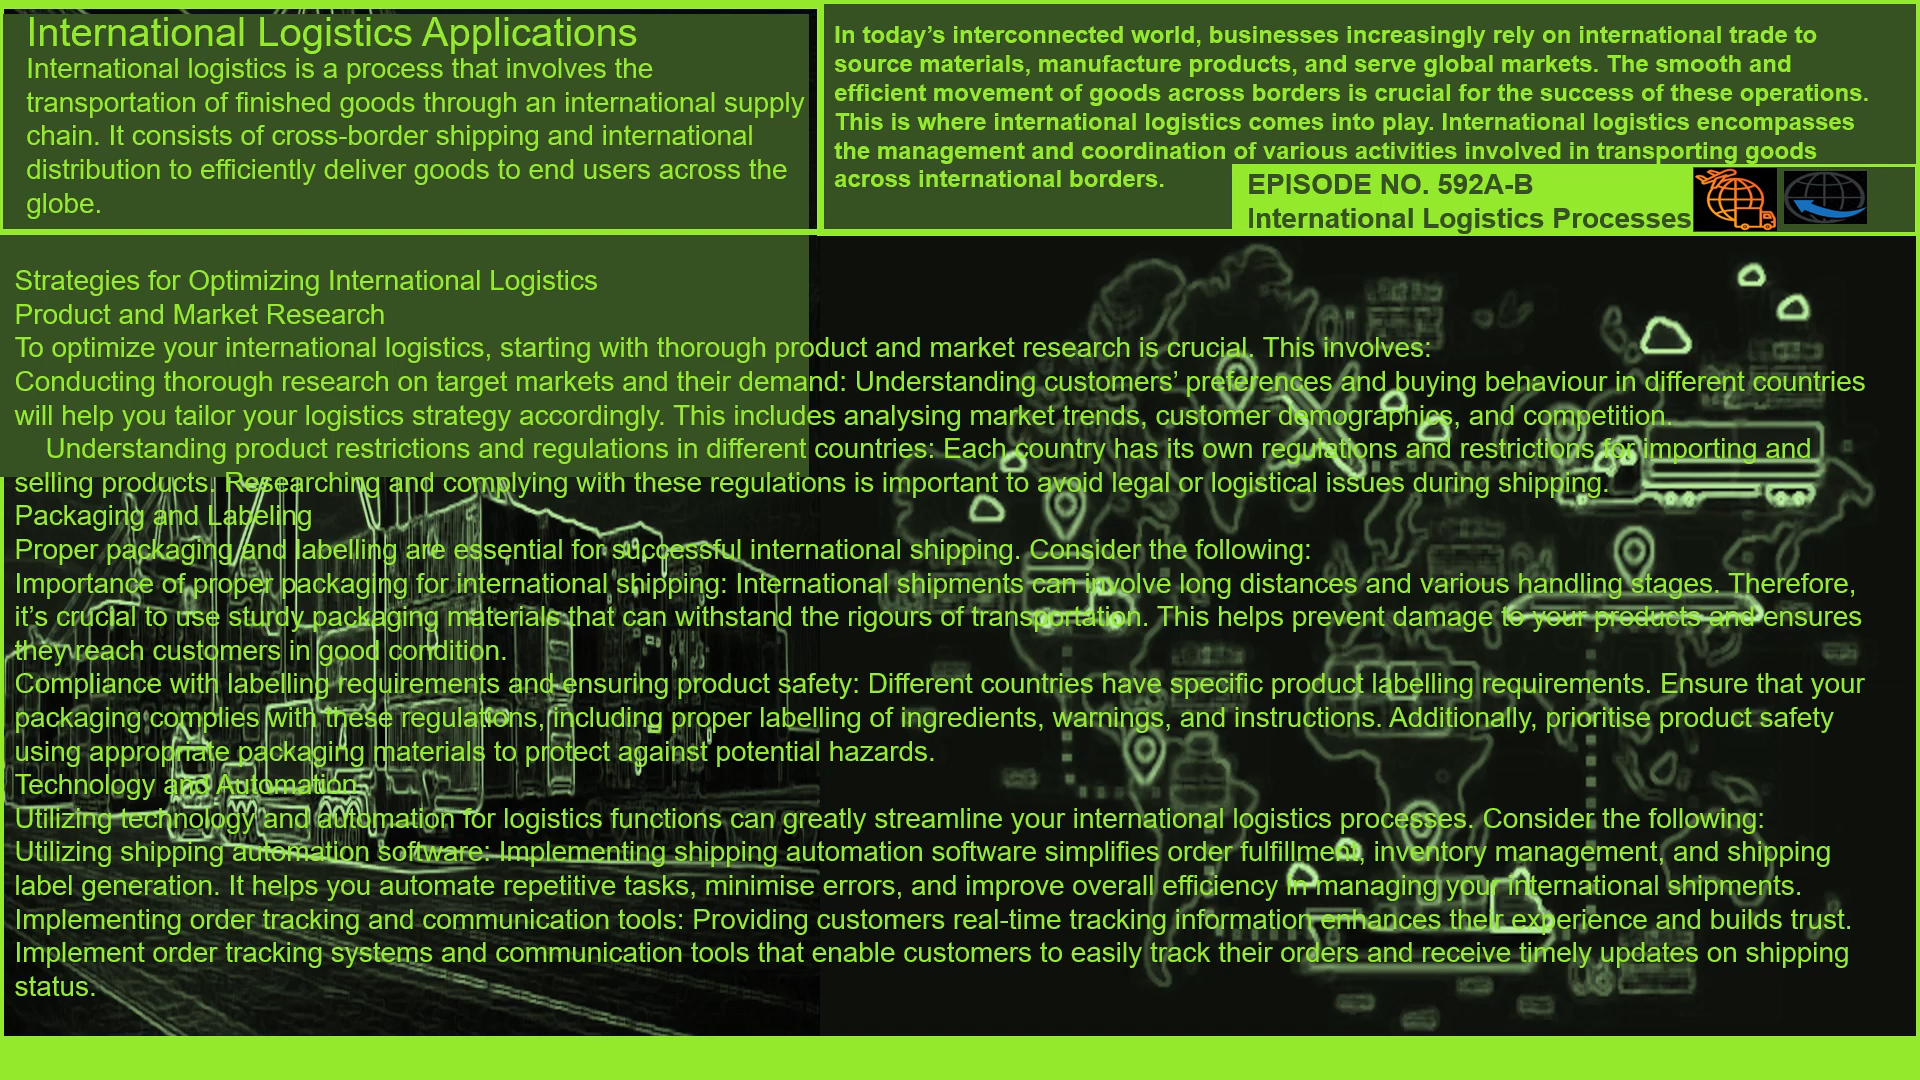 International Logistics Applications
International logistics is a process that involves the
transportation of finished goods through an international supply
chain. It consists of cross-border shipping and international
distribution to efficiently deliver goods to end users across the
globe.
In today’s interconnected world, businesses increasingly rely on international trade to
source materials, manufacture products, and serve global markets. The smooth and
efficient movement of goods across borders is crucial for the success of these operations.
This is where international logistics comes into play. International logistics encompasses
the management and coordination of various activities involved in transporting goods
across international borders.
EPISODE NO. 592A-B
International Logistics Processes
Strategies for Optimizing International Logistics
Product and Market Research
To optimize your international logistics, starting with thorough product and market research is crucial. This involves:
Conducting thorough research on target markets and their demand: Understanding customers’ preferences and buying behaviour in different countries
will help you tailor your logistics strategy accordingly. This includes analysing market trends, customer demographics, and competition.
Understanding product restrictions and regulations in different countries: Each country has its own regulations and restrictions for importing and
selling products. Researching and complying with these regulations is important to avoid legal or logistical issues during shipping.
Packaging and Labeling
Proper packaging and labelling are essential for successful international shipping. Consider the following:
Importance of proper packaging for international shipping: International shipments can involve long distances and various handling stages. Therefore,
it’s crucial to use sturdy packaging materials that can withstand the rigours of transportation. This helps prevent damage to your products and ensures
they reach customers in good condition.
Compliance with labelling requirements and ensuring product safety: Different countries have specific product labelling requirements. Ensure that your
packaging complies with these regulations, including proper labelling of ingredients, warnings, and instructions. Additionally, prioritise product safety
using appropriate packaging materials to protect against potential hazards.
Technology and Automation
Utilizing technology and automation for logistics functions can greatly streamline your international logistics processes. Consider the following:
Utilizing shipping automation software: Implementing shipping automation software simplifies order fulfillment, inventory management, and shipping
label generation. It helps you automate repetitive tasks, minimise errors, and improve overall efficiency in managing your international shipments.
Implementing order tracking and communication tools: Providing customers real-time tracking information enhances their experience and builds trust.
Implement order tracking systems and communication tools that enable customers to easily track their orders and receive timely updates on shipping
status.